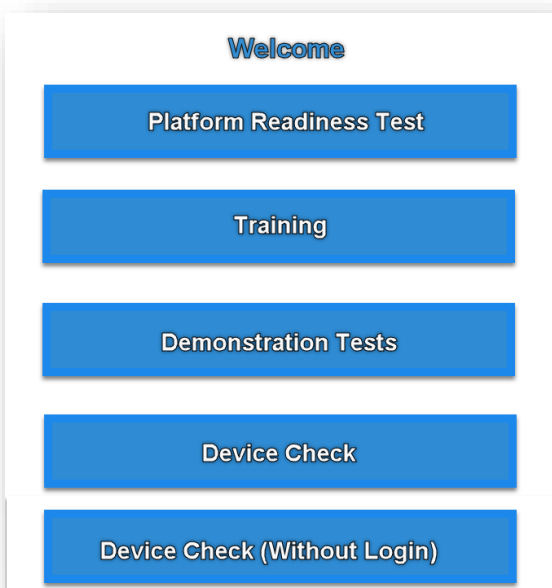 Welcome
Platform Readiness Test
Training
Demonstration Tests
Device Check
Device Check (Without Login)